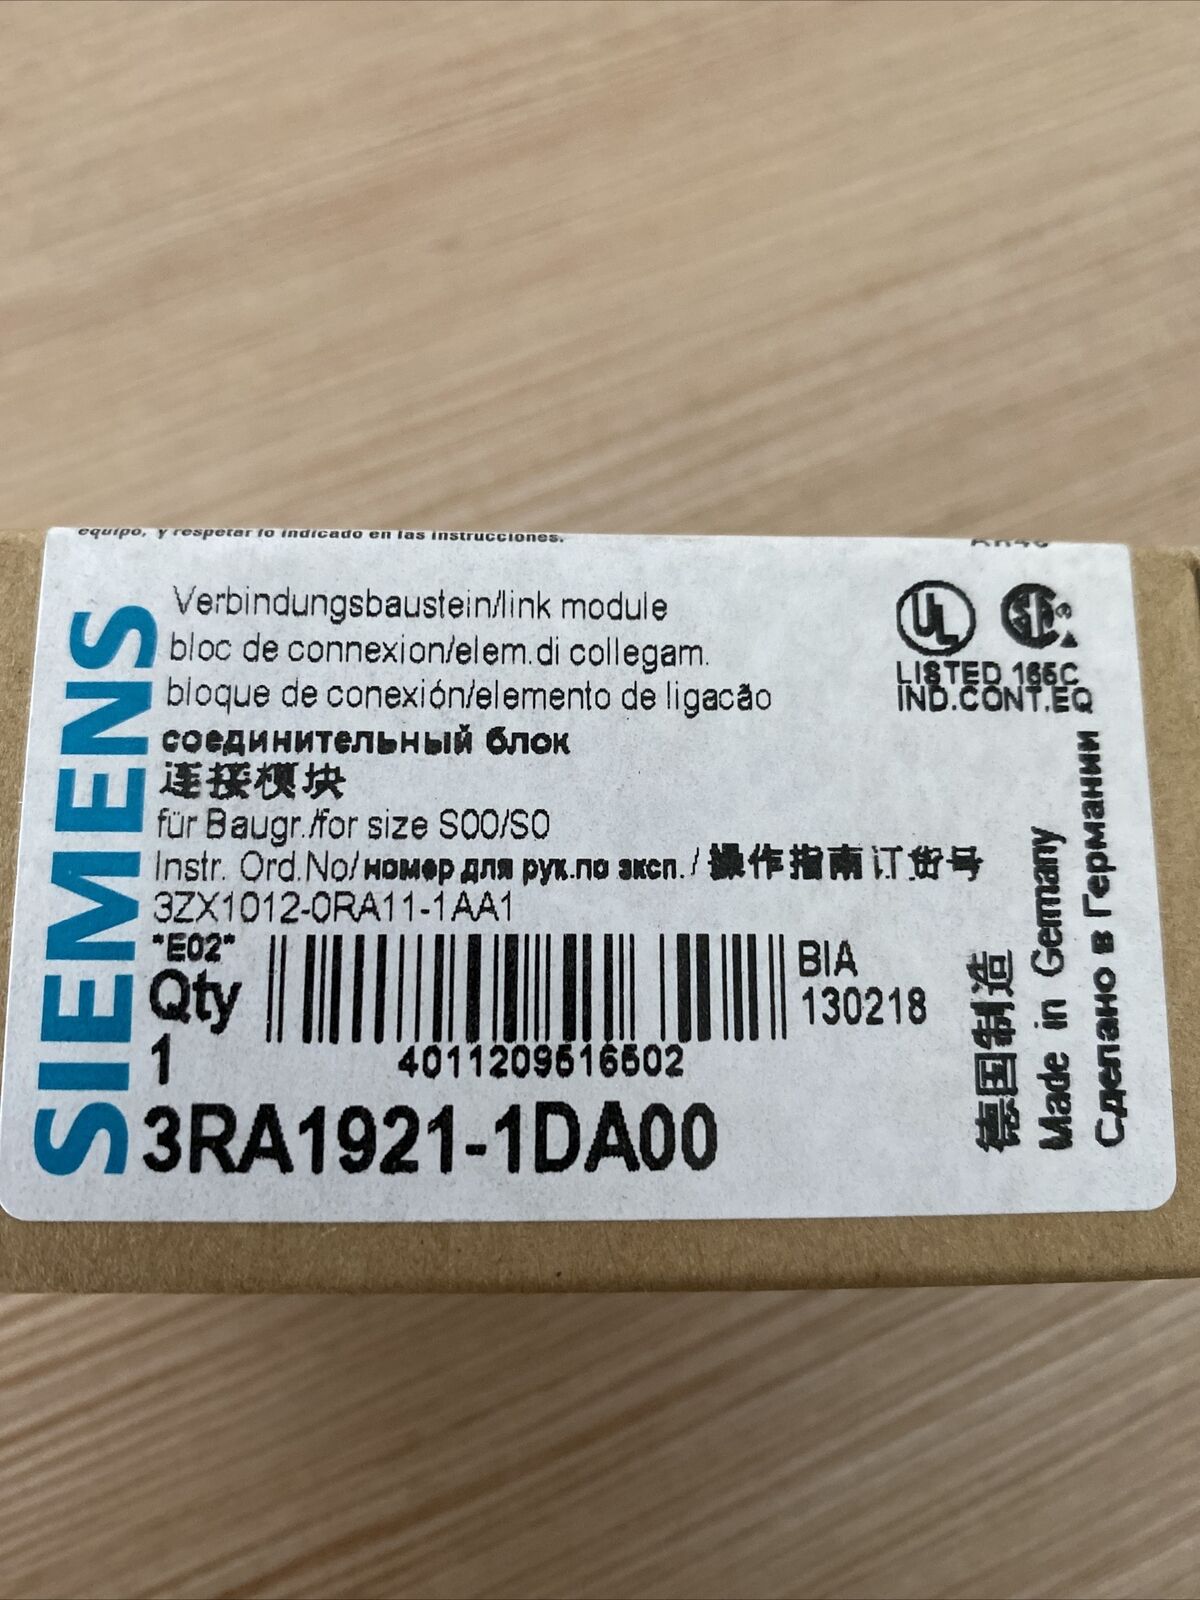 equipo, y respetar lo indicado en las instrucciones.
SIEMENS
Verbindungsbaustein/link module
bloc de connexion/elem.di collegam.
bloque de conexión/elemento de ligacão
соединительный блок
连接模块
für Baugr./for size S00/S0
Instr. Ord.No/номер для рук.по эксп./操作指南订货号
3ZX1012-0RA11-1AA1
"E02"
Qty
1
4011209516502
BIA
130218
3RA1921-1DA00
UL
LISTED 165C
IND.CONT.EQ
德国制造
Made in Germany
Сделано в Германии